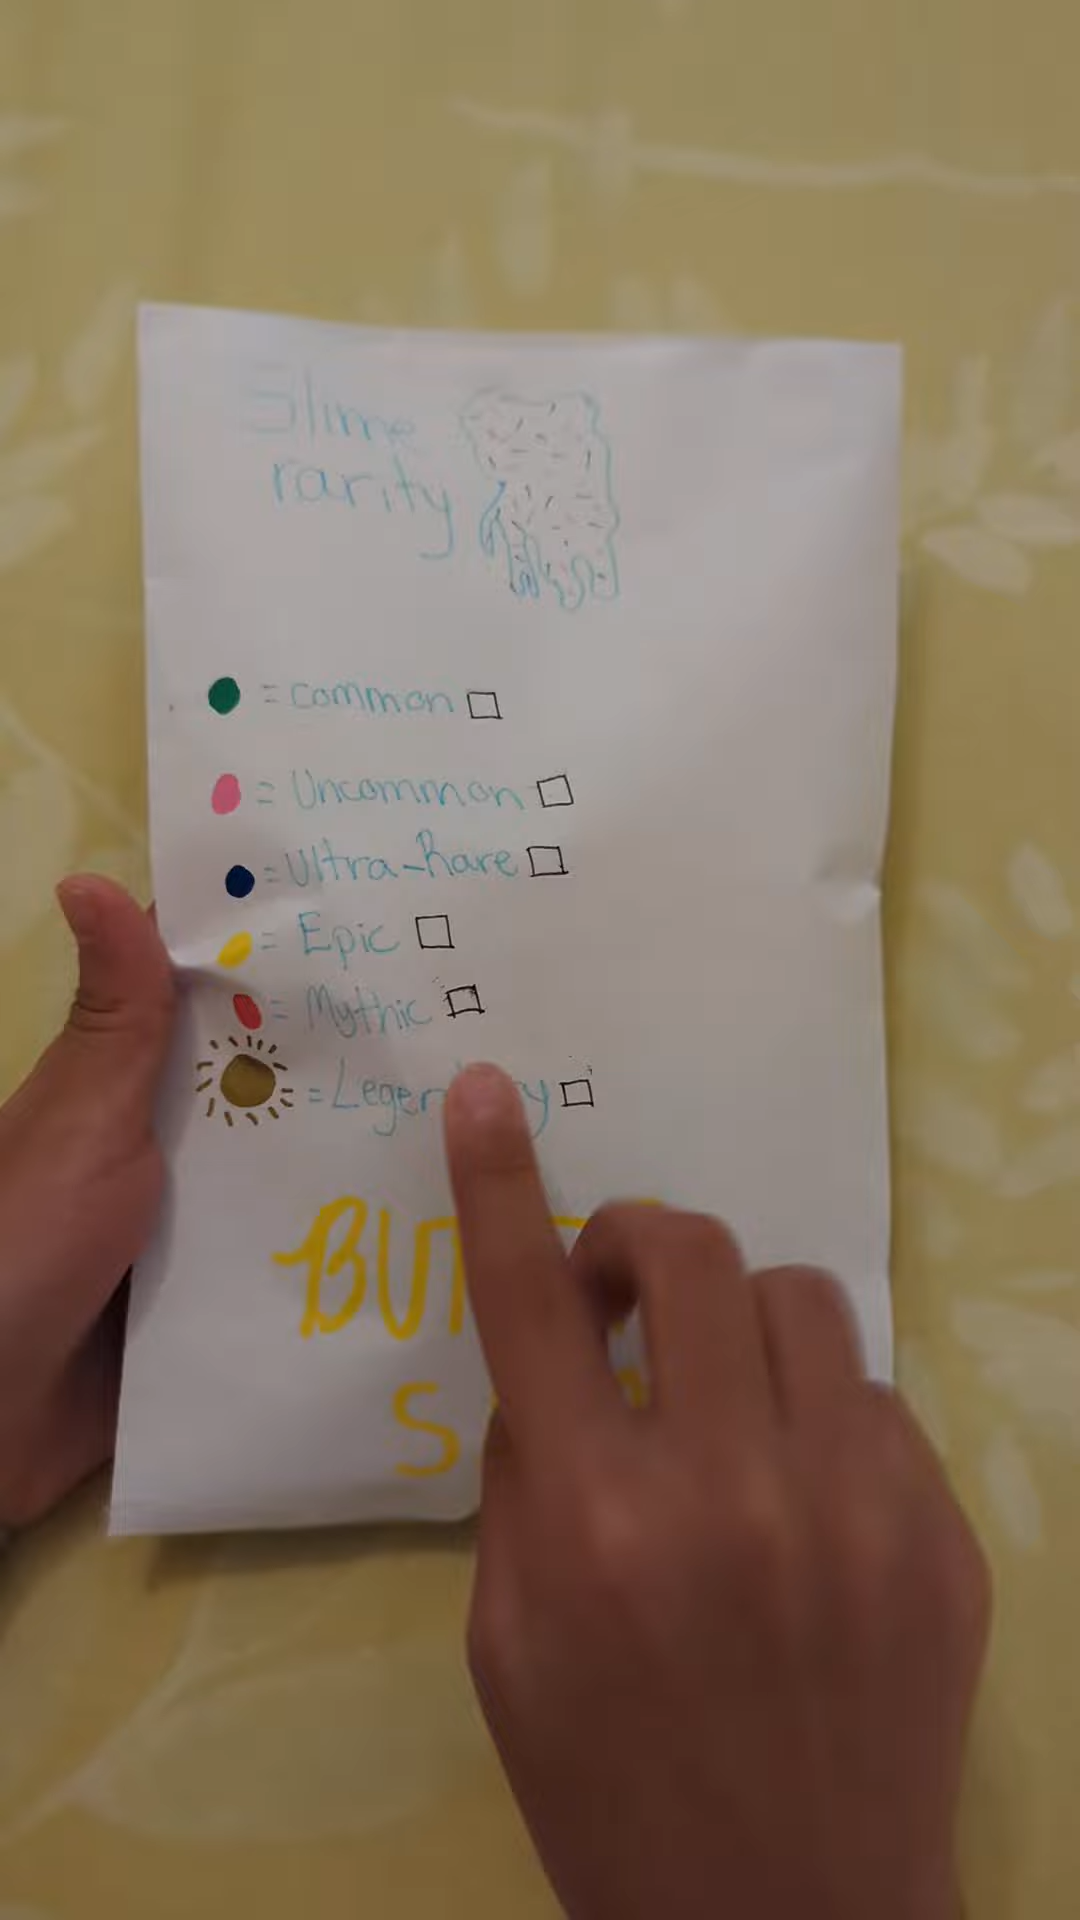 Slime
rarity
= common
= Uncommon
= Ultra-Rare
= Epic
= Mythic